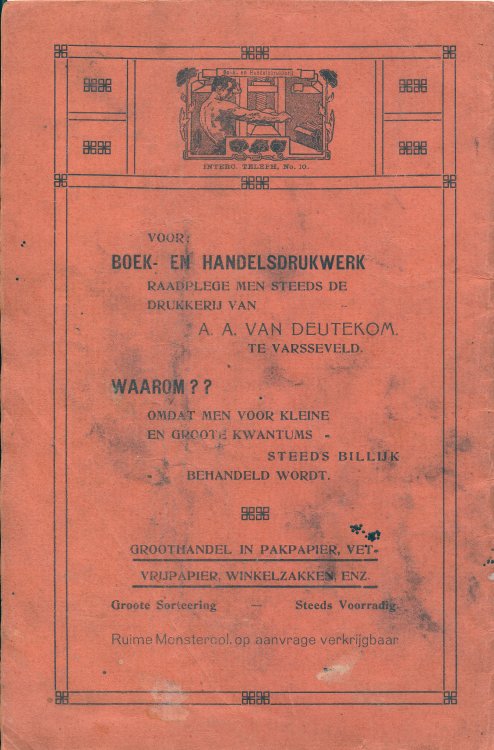 Boek- en Handelsdrukkerij
INTERC. TELEPH, No. 10.
VOOR:
BOEK- EN HANDELSDRUKWERK
RAADPLEGE MEN STEEDS DE
DRUKKERIJ VAN
A. A. VAN DEUTEKOM.
TE VARSSEVELD.
WAAROM??
OMDAT MEN VOOR KLEINE
EN GROOTE KWANTUMS -
STEEDS BILLIJK
BEHANDELD WORDT.
GROOTHANDEL IN PAKPAPIER, VET-
VRIJPAPIER, WINKELZAKKEN, ENZ.
Groote Sorteering — Steeds Voorradig
Ruime Monstercol. op aanvrage verkrijgbaar